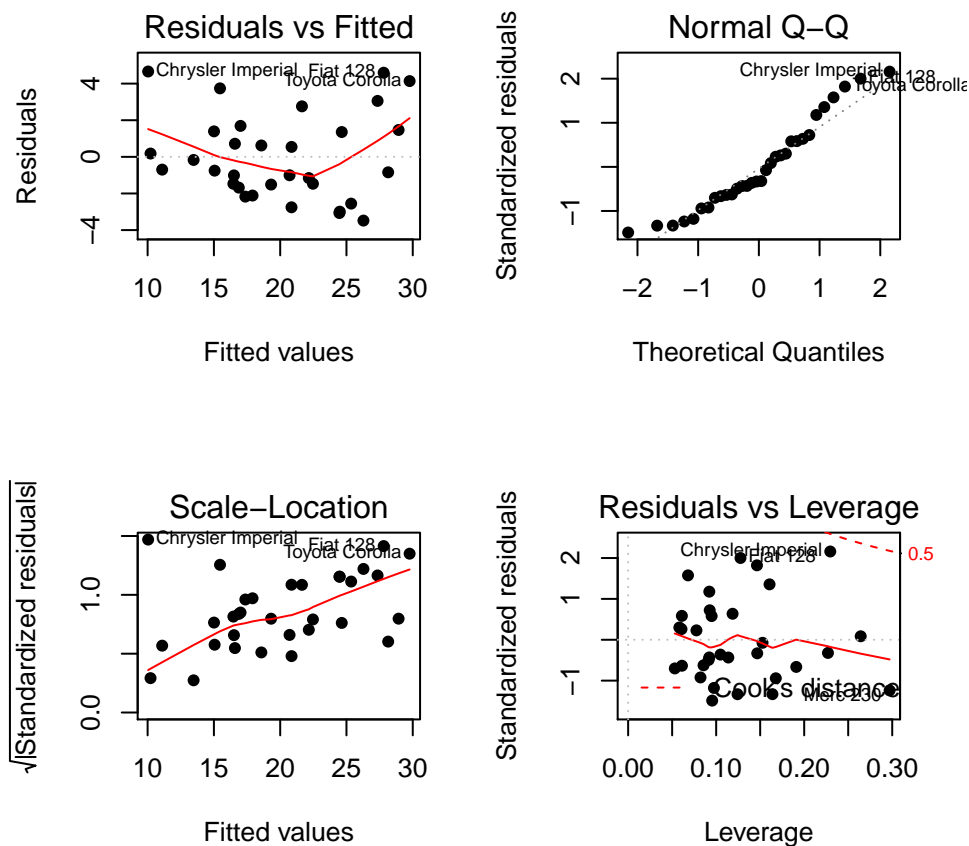 Residuals vs Fitted
Residuals
4
0
−4
Chrysler Imperial
Fiat 128
Toyota Corolla
10 15 20 25 30
Fitted values
Normal Q−Q
Standardized residuals
2
1
−1
Chrysler Imperial
Fiat 128
Toyota Corolla
−2 −1 0 1 2
Theoretical Quantiles
Scale−Location
√|Standardized residuals|
1.0
0.0
Chrysler Imperial
Fiat 128
Toyota Corolla
10 15 20 25 30
Fitted values
Residuals vs Leverage
Standardized residuals
2
1
−1
Chrysler Imperial
Fiat 128
0.5
Cook's distance
Merc 230
0.00 0.10 0.20 0.30
Leverage